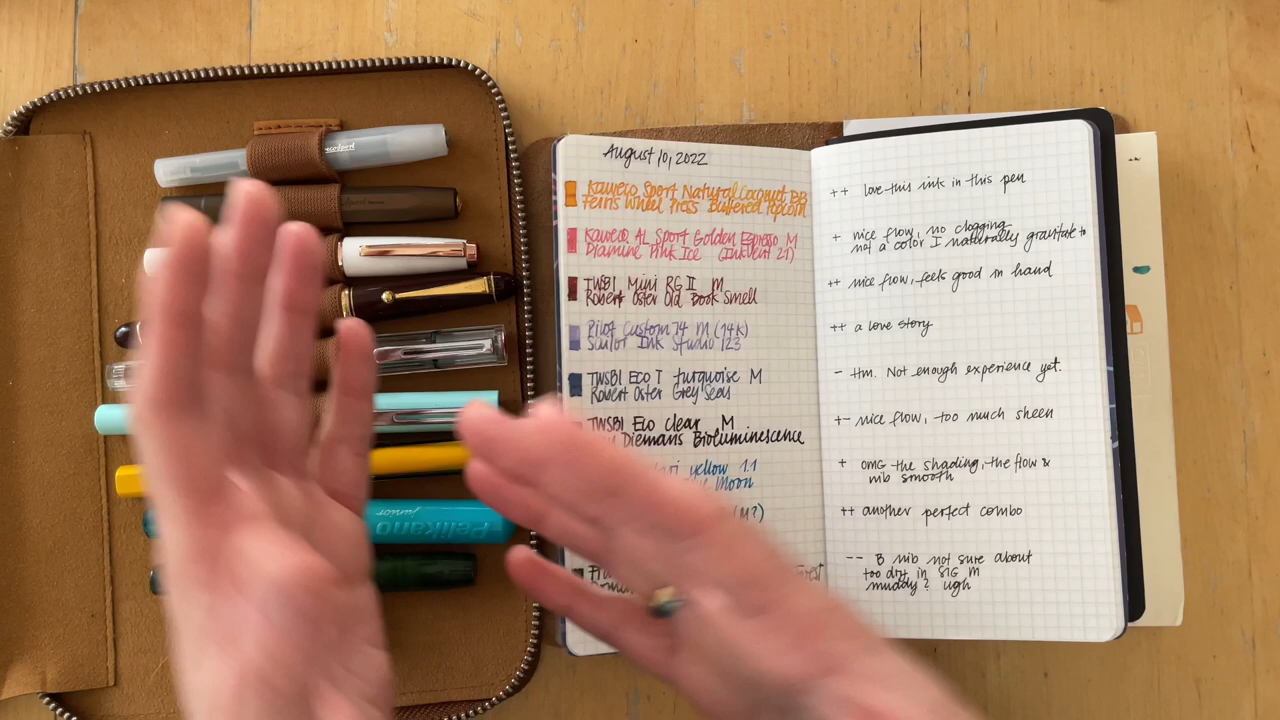 August 10, 2022
Kaweco Sport Natural Coconut BB
Ferris Wheel Press Buttered Popcorn
Kaweco AL Sport Golden Espresso M
Diamine Pink Ice (Inkvent 21)
TWSBI Mini RG II M
Robert Oster Old Book Smell
Pilot Custom 74 M (14k)
Sailor Ink Studio 123
TWSBI ECO T turquoise M
Robert Oster Grey Seas
TWSBI Eco clear M
Diemans Bioluminescence
yellow 1.1
Moon
(M?)
++ love this ink in this pen
+ nice flow, no clogging
not a color I naturally gravitate to
++ nice flow, feels good in hand
++ a love story
- Hm. Not enough experience yet.
+- nice flow, too much sheen
+ OMG the shading, the flow &
nib smooth
++ another perfect combo
-- B nib not sure about
too dry in SIG M
muddy? ugh
Pelikano
junior